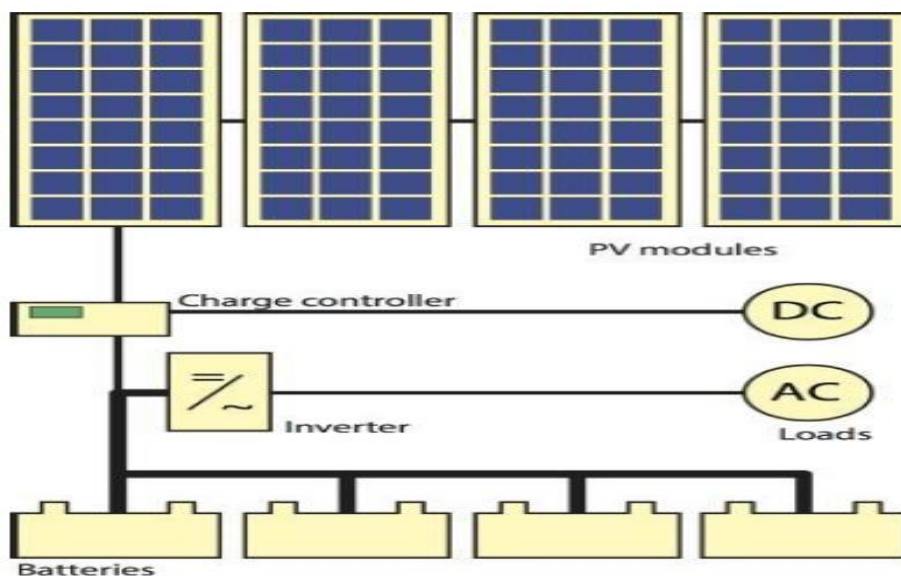 PV modules
Charge controller
DC
AC
Inverter
Loads
Batteries